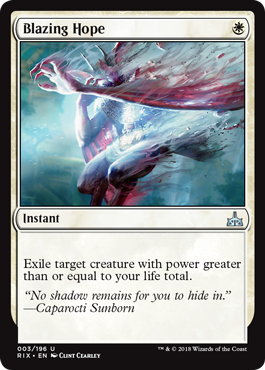 Blazing Hope
Instant
Exile target creature with power greater
than or equal to your life total.
“No shadow remains for you to hide in.”
—Caparocti Sunborn
003/196 U
RIX • EN CLINT CEARLEY
™ & © 2018 Wizards of the Coast